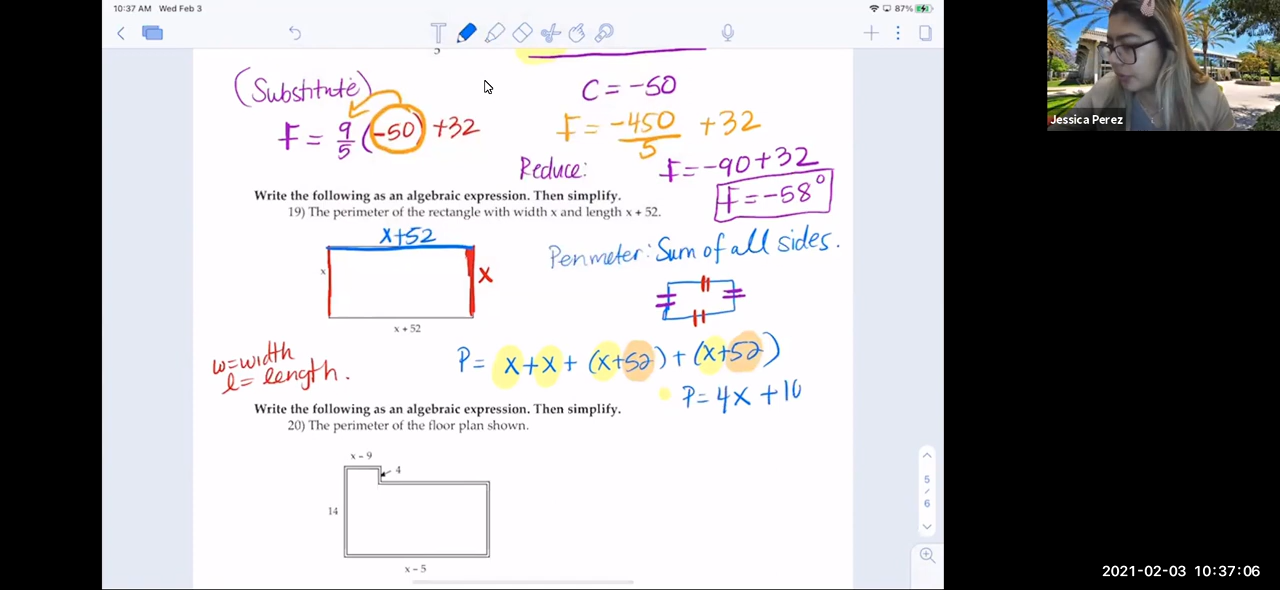 10:37 AM Wed Feb 3
87%
(Substitute)
C = -50
F = 9/5 (-50) + 32
F = -450/5 + 32
Reduce:
F = -90 + 32
F = -58°
Write the following as an algebraic expression. Then simplify.
19) The perimeter of the rectangle with width x and length x + 52.
x+52
Perimeter: Sum of all sides.
x
x
x + 52
w=width
l= length.
P= x+x + (x+52) + (x+52)
P= 4x + 10
Write the following as an algebraic expression. Then simplify.
20) The perimeter of the floor plan shown.
x - 9
4
14
x - 5
5
/
6
Jessica Perez
2021-02-03 10:37:06